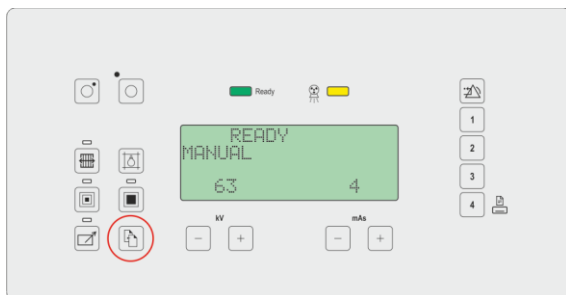 Ready
READY
MANUAL
63 4
kV mAs
- + - +
1
2
3
4